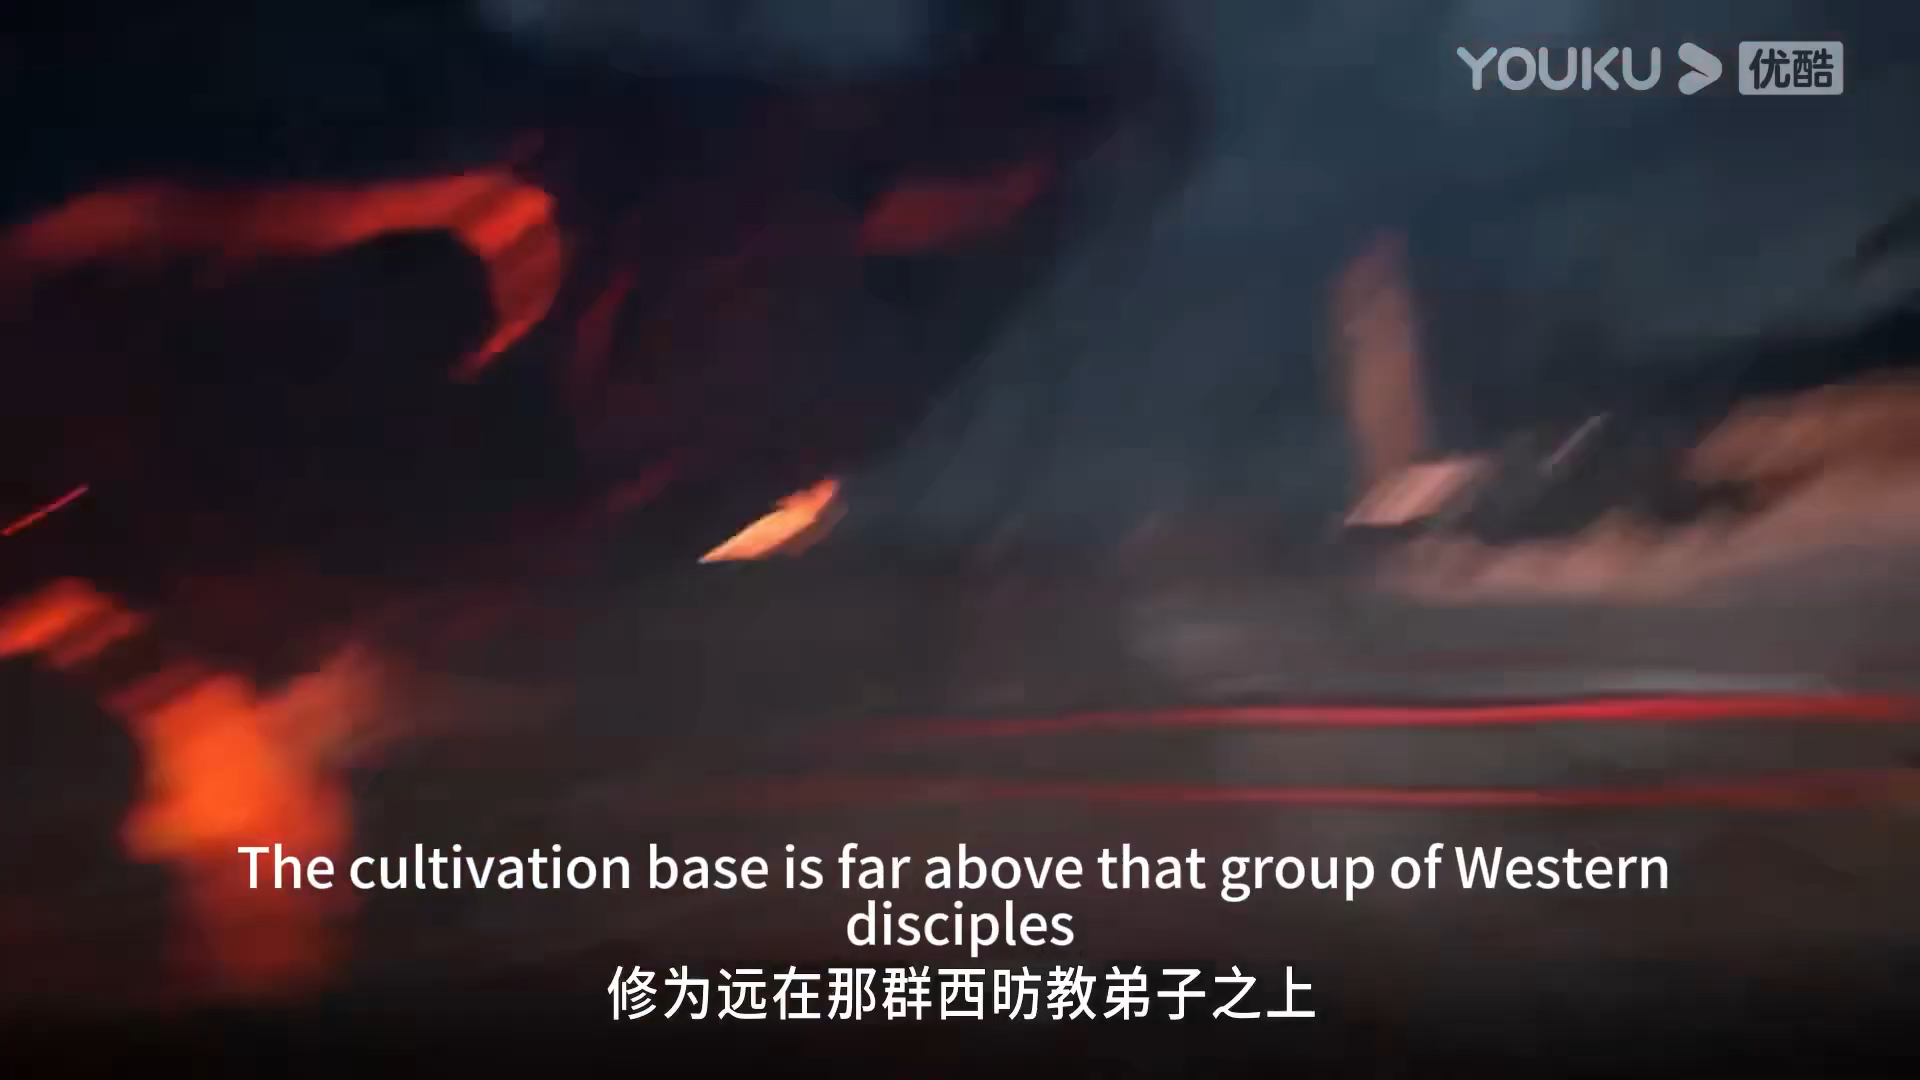 YOUKU 优酷
The cultivation base is far above that group of Western
disciples
修为远在那群西昉教弟子之上